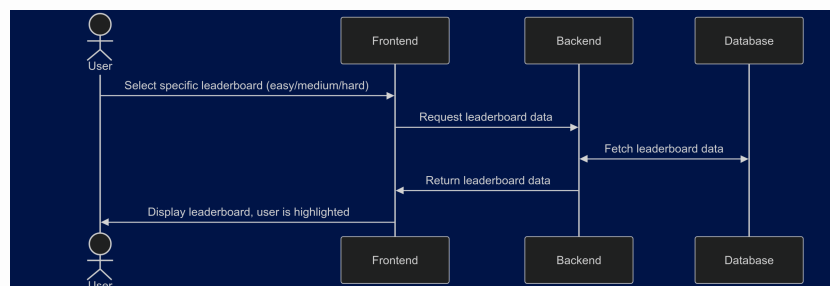 Frontend
Backend
Database
User
Select specific leaderboard (easy/medium/hard)
Request leaderboard data
Fetch leaderboard data
Return leaderboard data
Display leaderboard, user is highlighted
Frontend
Backend
Database
User